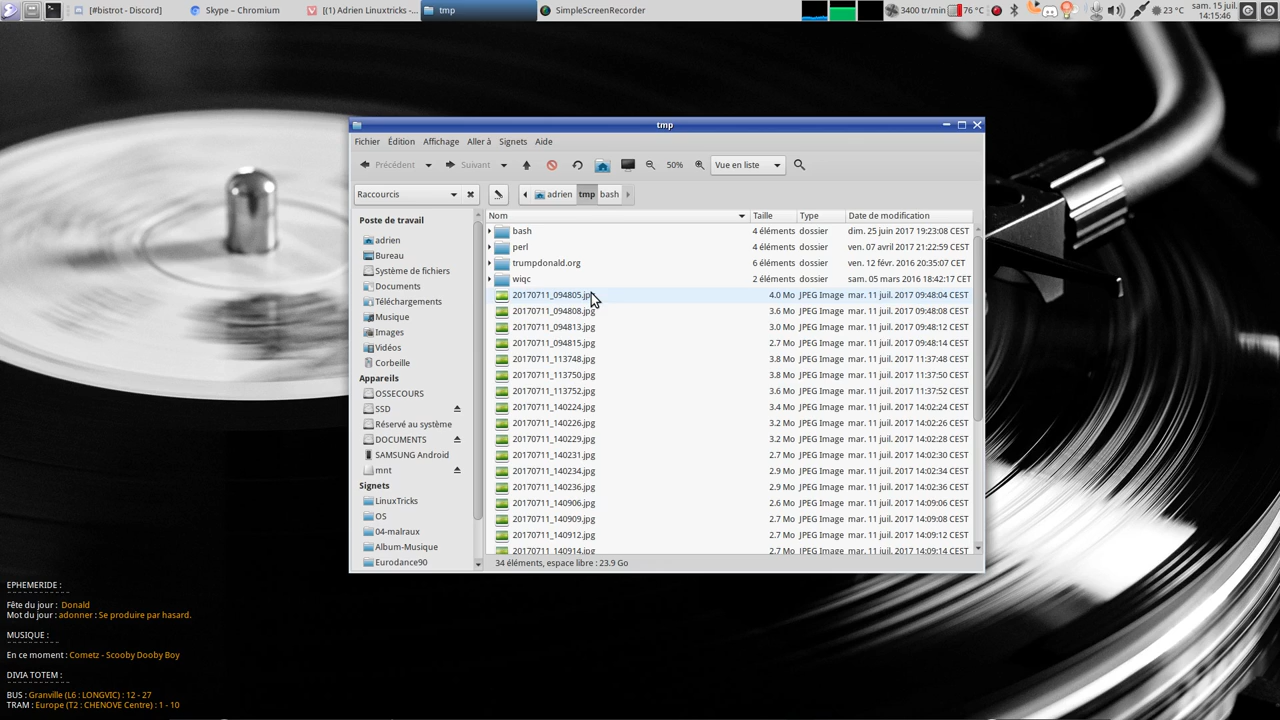 [#bistrot - Discord] Skype – Chromium [(1) Adrien Linuxtricks -... tmp SimpleScreenRecorder 3400 tr/min 76 °C 23 °C sam. 15 juil.
14:15:46
tmp
Fichier Édition Affichage Aller à Signets Aide
Précédent Suivant 50% Vue en liste
Raccourcis adrien tmp bash
Poste de travail
adrien
Bureau
Système de fichiers
Documents
Téléchargements
Musique
Images
Vidéos
Corbeille
Appareils
OSSECOURS
SSD
Réservé au système
DOCUMENTS
SAMSUNG Android
mnt
Signets
LinuxTricks
OS
04-malraux
Album-Musique
Eurodance90
Nom Taille Type Date de modification
bash 4 éléments dossier dim. 25 juin 2017 19:23:08 CEST
perl 4 éléments dossier ven. 07 avril 2017 21:22:59 CEST
trumpdonald.org 6 éléments dossier ven. 12 févr. 2016 20:35:07 CET
wiqc 2 éléments dossier sam. 05 mars 2016 18:42:17 CET
20170711_094805.jpg 4.0 Mo JPEG Image mar. 11 juil. 2017 09:48:04 CEST
20170711_094808.jpg 3.6 Mo JPEG Image mar. 11 juil. 2017 09:48:08 CEST
20170711_094813.jpg 3.0 Mo JPEG Image mar. 11 juil. 2017 09:48:12 CEST
20170711_094815.jpg 2.7 Mo JPEG Image mar. 11 juil. 2017 09:48:14 CEST
20170711_113748.jpg 3.8 Mo JPEG Image mar. 11 juil. 2017 11:37:48 CEST
20170711_113750.jpg 3.8 Mo JPEG Image mar. 11 juil. 2017 11:37:50 CEST
20170711_113752.jpg 3.6 Mo JPEG Image mar. 11 juil. 2017 11:37:52 CEST
20170711_140224.jpg 3.4 Mo JPEG Image mar. 11 juil. 2017 14:02:24 CEST
20170711_140226.jpg 3.2 Mo JPEG Image mar. 11 juil. 2017 14:02:26 CEST
20170711_140229.jpg 3.2 Mo JPEG Image mar. 11 juil. 2017 14:02:28 CEST
20170711_140231.jpg 2.7 Mo JPEG Image mar. 11 juil. 2017 14:02:30 CEST
20170711_140234.jpg 2.9 Mo JPEG Image mar. 11 juil. 2017 14:02:34 CEST
20170711_140236.jpg 2.9 Mo JPEG Image mar. 11 juil. 2017 14:02:36 CEST
20170711_140906.jpg 2.6 Mo JPEG Image mar. 11 juil. 2017 14:09:06 CEST
20170711_140909.jpg 2.7 Mo JPEG Image mar. 11 juil. 2017 14:09:08 CEST
20170711_140912.jpg 2.7 Mo JPEG Image mar. 11 juil. 2017 14:09:12 CEST
20170711_140914.jpg 2.7 Mo JPEG Image mar. 11 juil. 2017 14:09:14 CEST
34 éléments, espace libre : 23.9 Go
EPHEMERIDE :
Fête du jour : Donald
Mot du jour : adonner : Se produire par hasard.
MUSIQUE :
En ce moment : Cometz - Scooby Dooby Boy
DIVIA TOTEM :
BUS : Granville (L6 : LONGVIC) : 12 - 27
TRAM : Europe (T2 : CHENOVE Centre) : 1 - 10